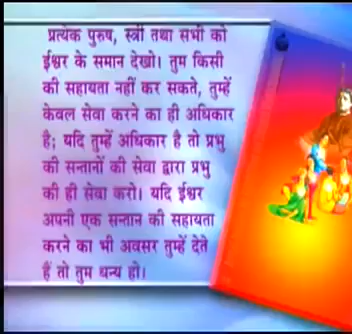 प्रत्येक पुरुष, स्त्री तथा सभी को
ईश्वर के समान देखो। तुम किसी
की सहायता नहीं कर सकते, तुम्हें
केवल सेवा करने का ही अधिकार
है; यदि तुम्हें अधिकार है तो प्रभु
की सन्तानों की सेवा द्वारा प्रभु
की ही सेवा करो। यदि ईश्वर
अपनी एक सन्तान की सहायता
करने का भी अवसर तुम्हें देते
हैं तो तुम धन्य हो।